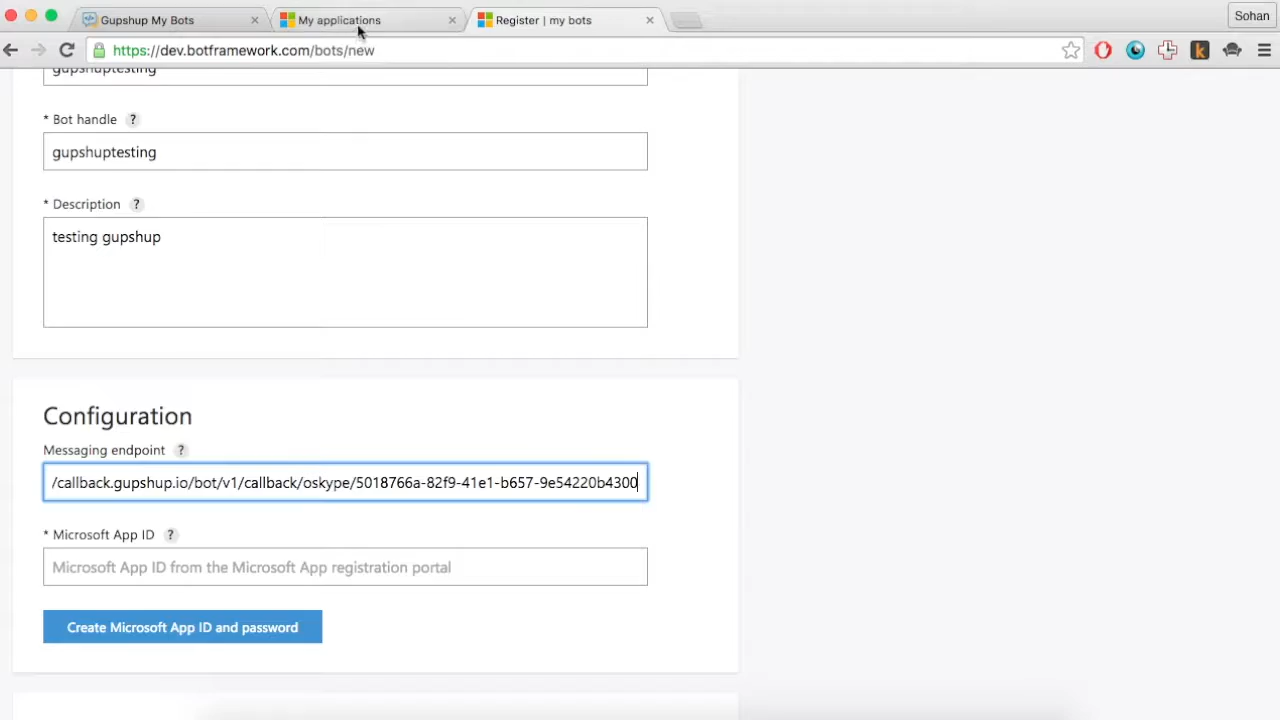 Gupshup My Bots
My applications
Register | my bots
Sohan
https://dev.botframework.com/bots/new
gupshuptesting
* Bot handle ?
gupshuptesting
* Description ?
testing gupshup
Configuration
Messaging endpoint ?
/callback.gupshup.io/bot/v1/callback/oskype/5018766a-82f9-41e1-b657-9e54220b4300
* Microsoft App ID ?
Microsoft App ID from the Microsoft App registration portal
Create Microsoft App ID and password